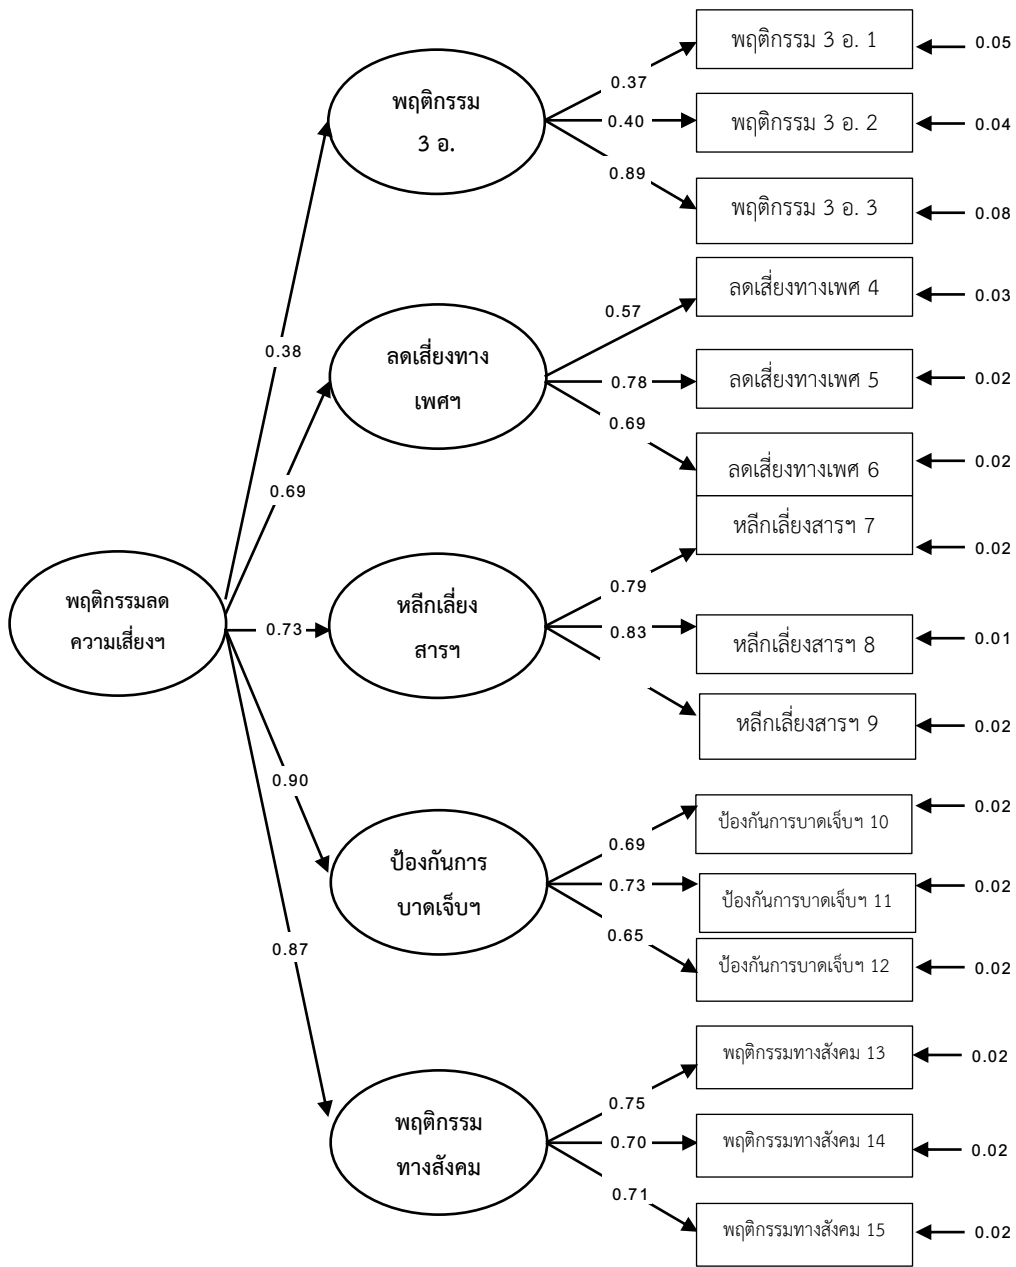 พฤติกรรม 3 อ. 1
0.05
0.37
พฤติกรรม
3 อ.
0.40
พฤติกรรม 3 อ. 2
0.04
0.89
พฤติกรรม 3 อ. 3
0.08
ลดเสี่ยงทางเพศ 4
0.03
0.57
0.38
ลดเสี่ยงทาง
เพศฯ
0.78
ลดเสี่ยงทางเพศ 5
0.02
0.69
ลดเสี่ยงทางเพศ 6
0.02
0.69
หลีกเลี่ยงสารฯ 7
0.02
0.79
พฤติกรรมลด
ความเสี่ยงฯ
0.73
หลีกเลี่ยง
สารฯ
0.83
หลีกเลี่ยงสารฯ 8
0.01
หลีกเลี่ยงสารฯ 9
0.02
0.90
ป้องกันการบาดเจ็บฯ 10
0.02
0.69
ป้องกันการ
บาดเจ็บฯ
0.73
ป้องกันการบาดเจ็บฯ 11
0.02
0.65
0.87
ป้องกันการบาดเจ็บฯ 12
0.02
พฤติกรรมทางสังคม 13
0.02
0.75
พฤติกรรม
ทางสังคม
0.70
พฤติกรรมทางสังคม 14
0.02
0.71
พฤติกรรมทางสังคม 15
0.02